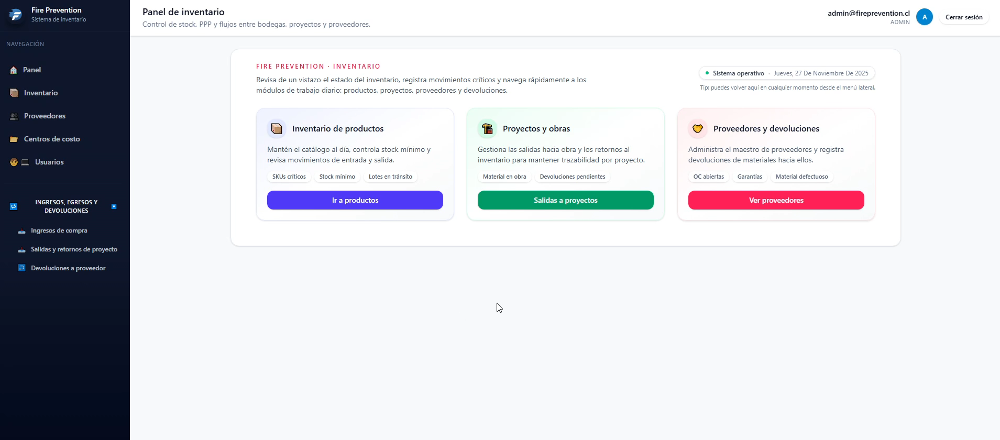 Fire Prevention
Sistema de inventario
NAVEGACIÓN
Panel
Inventario
Proveedores
Centros de costo
Usuarios
INGRESOS, EGRESOS Y
DEVOLUCIONES
Ingresos de compra
Salidas y retornos de proyecto
Devoluciones a proveedor
Panel de inventario
Control de stock, PPP y flujos entre bodegas, proyectos y proveedores.
admin@fireprevention.cl
ADMIN
A
Cerrar sesión
FIRE PREVENTION · INVENTARIO
Revisa de un vistazo el estado del inventario, registra movimientos críticos y navega rápidamente a los
módulos de trabajo diario: productos, proyectos, proveedores y devoluciones.
Sistema operativo · Jueves, 27 De Noviembre De 2025
Tip: puedes volver aquí en cualquier momento desde el menú lateral.
Inventario de productos
Mantén el catálogo al día, controla stock mínimo y
revisa movimientos de entrada y salida.
SKUs críticos
Stock mínimo
Lotes en tránsito
Ir a productos
Proyectos y obras
Gestiona las salidas hacia obra y los retornos al
inventario para mantener trazabilidad por proyecto.
Material en obra
Devoluciones pendientes
Salidas a proyectos
Proveedores y devoluciones
Administra el maestro de proveedores y registra
devoluciones de materiales hacia ellos.
OC abiertas
Garantías
Material defectuoso
Ver proveedores